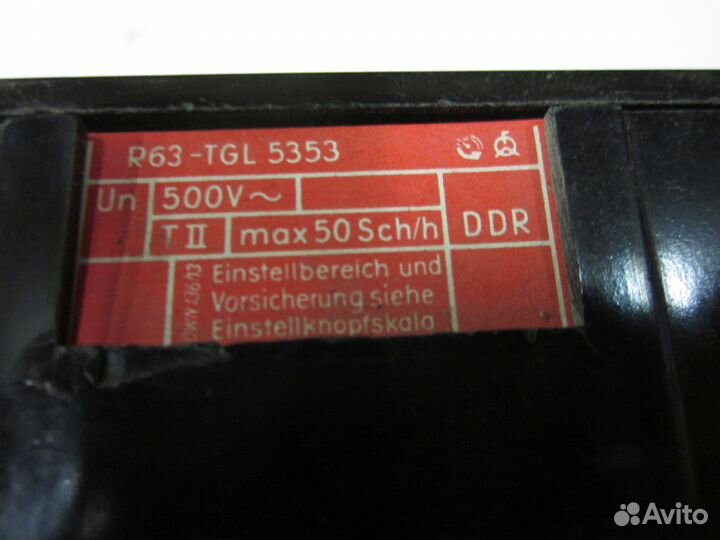 R63-TGL 5353
Un 500V~
T II max 50 Sch/h DDR
Einstellbereich und
Vorsicherung siehe
Einstellknopfskala
Avito